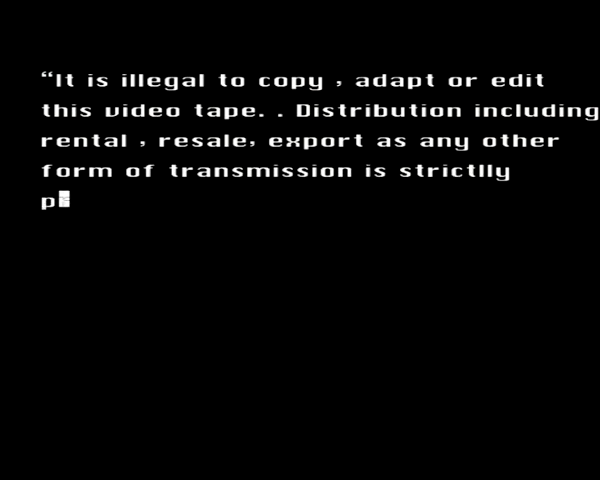 “It is illegal to copy , adapt or edit
this video tape. . Distribution including
rental , resale, export as any other
form of transmission is strictlly
p